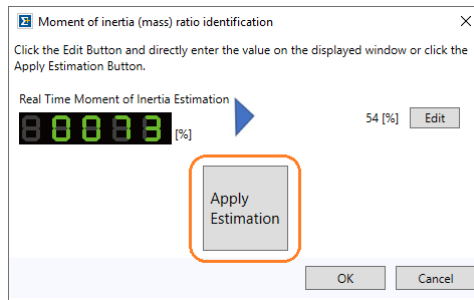 Moment of inertia (mass) ratio identification
Click the Edit Button and directly enter the value on the displayed window or click the
Apply Estimation Button.
Real Time Moment of Inertia Estimation
0073 [%]
54 [%] Edit
Apply
Estimation
OK Cancel